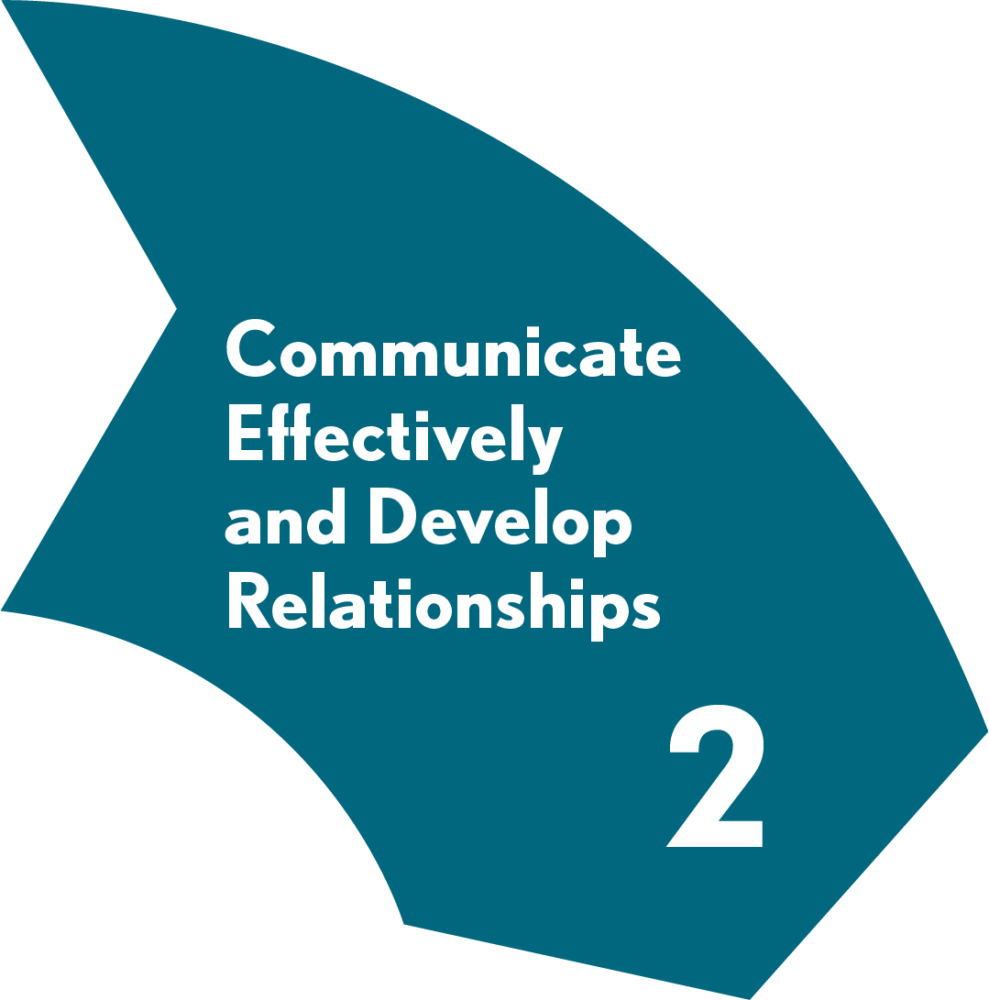 Communicate
Effectively
and Develop
Relationships
2